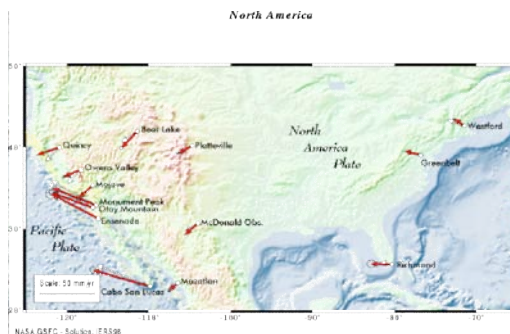 North America
Westford
Bear Lake
Quincy
Platteville
North
America
Plate
Greenbelt
Owens Valley
Mojave
Monument Peak
Otay Mountain
Ensenada
McDonald Obs.
Pacific
Plate
Richmond
Scale: 50 mm/yr
Mazatlan
Cabo San Lucas
-120°
-110°
-100°
-90°
-80°
-70°
NASA GSFC - Solution: IERS96